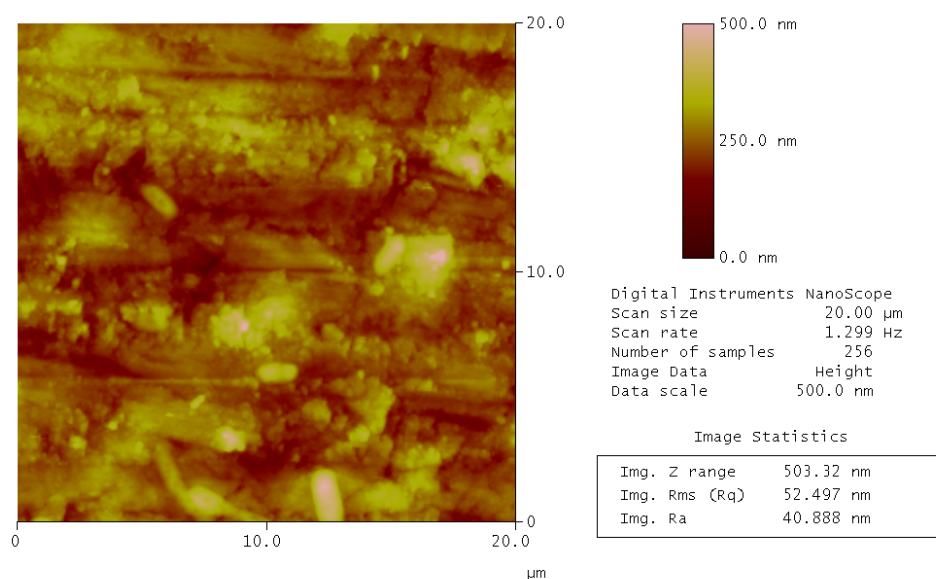 20.0
10.0
0
0
10.0
20.0
µm
500.0 nm
250.0 nm
0.0 nm
Digital Instruments NanoScope
Scan size 20.00 µm
Scan rate 1.299 Hz
Number of samples 256
Image Data Height
Data scale 500.0 nm
Image Statistics
Img. Z range 503.32 nm
Img. Rms (Rq) 52.497 nm
Img. Ra 40.888 nm